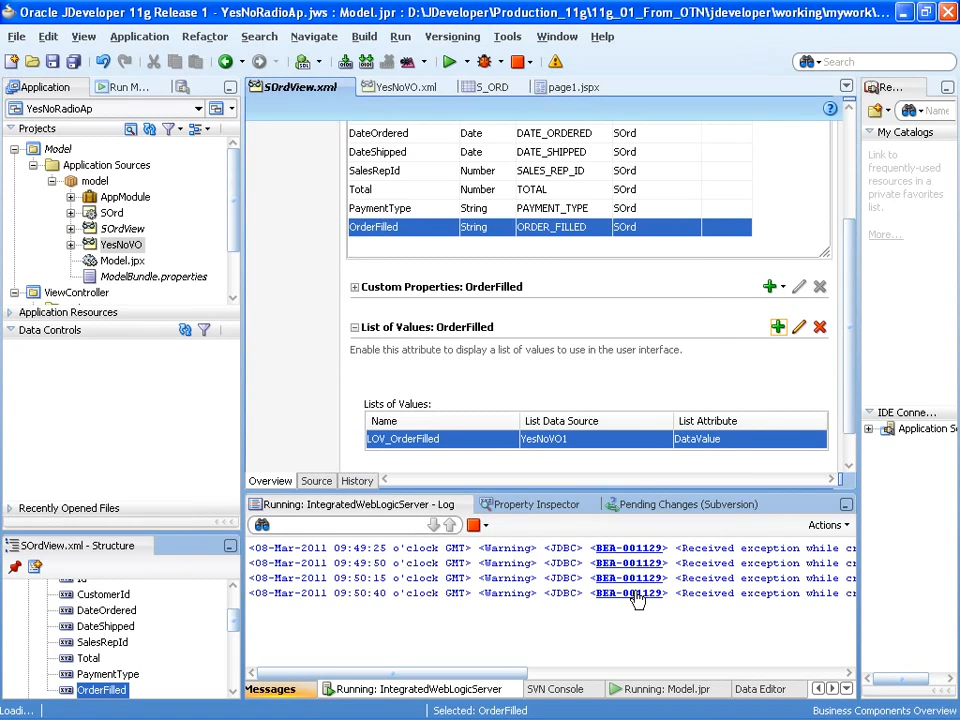 Oracle JDeveloper 11g Release 1 - YesNoRadioAp.jws : Model.jpr : D:\JDeveloper\Production_11g\11g_01_From_OTN\jdeveloper\working\mywork\...
File Edit View Application Refactor Search Navigate Build Run Versioning Tools Window Help
Search
Application Run M... SOrdView.xml YesNoVO.xml S_ORD page1.jspx Re...
YesNoRadioAp
Name
Projects
My Catalogs
Model
Application Sources
model
AppModule
SOrd
SOrdView
YesNoVO
Model.jpx
ModelBundle.properties
ViewController
Application Resources
Data Controls
Recently Opened Files
DateOrdered Date DATE_ORDERED SOrd
DateShipped Date DATE_SHIPPED SOrd
SalesRepId Number SALES_REP_ID SOrd
Total Number TOTAL SOrd
PaymentType String PAYMENT_TYPE SOrd
OrderFilled String ORDER_FILLED SOrd
Custom Properties: OrderFilled
List of Values: OrderFilled
Enable this attribute to display a list of values to use in the user interface.
Lists of Values:
Name List Data Source List Attribute
LOV_OrderFilled YesNoVO1 DataValue
Overview Source History
Link to
frequently-used
resources in a
private favorites
list.
More...
IDE Conne...
Application S
SOrdView.xml - Structure
Id
CustomerId
DateOrdered
DateShipped
SalesRepId
Total
PaymentType
OrderFilled
Running: IntegratedWebLogicServer - Log Property Inspector Pending Changes (Subversion)
Actions
<08-Mar-2011 09:49:25 o'clock GMT> <Warning> <JDBC> <BEA-001129> <Received exception while cr
<08-Mar-2011 09:49:50 o'clock GMT> <Warning> <JDBC> <BEA-001129> <Received exception while cr
<08-Mar-2011 09:50:15 o'clock GMT> <Warning> <JDBC> <BEA-001129> <Received exception while cr
<08-Mar-2011 09:50:40 o'clock GMT> <Warning> <JDBC> <BEA-001129> <Received exception while cr
Messages Running: IntegratedWebLogicServer SVN Console Running: Model.jpr Data Editor
Loadi... Selected: OrderFilled Business Components Overview